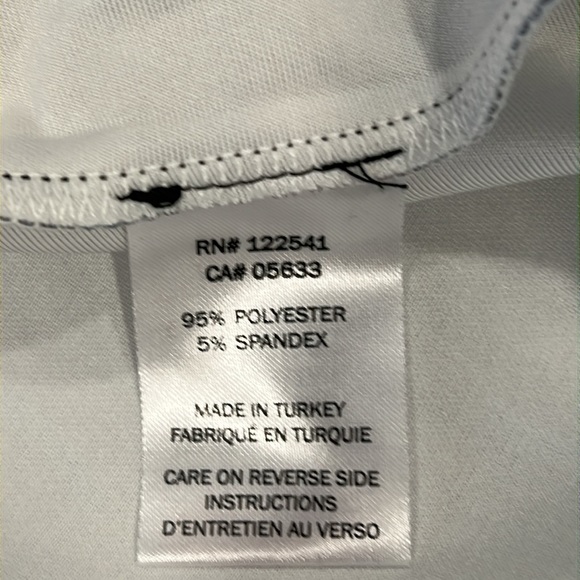 RN# 122541
CA# 05633
95% POLYESTER
5% SPANDEX
MADE IN TURKEY
FABRIQUÉ EN TURQUIE
CARE ON REVERSE SIDE
INSTRUCTIONS
D'ENTRETIEN AU VERSO